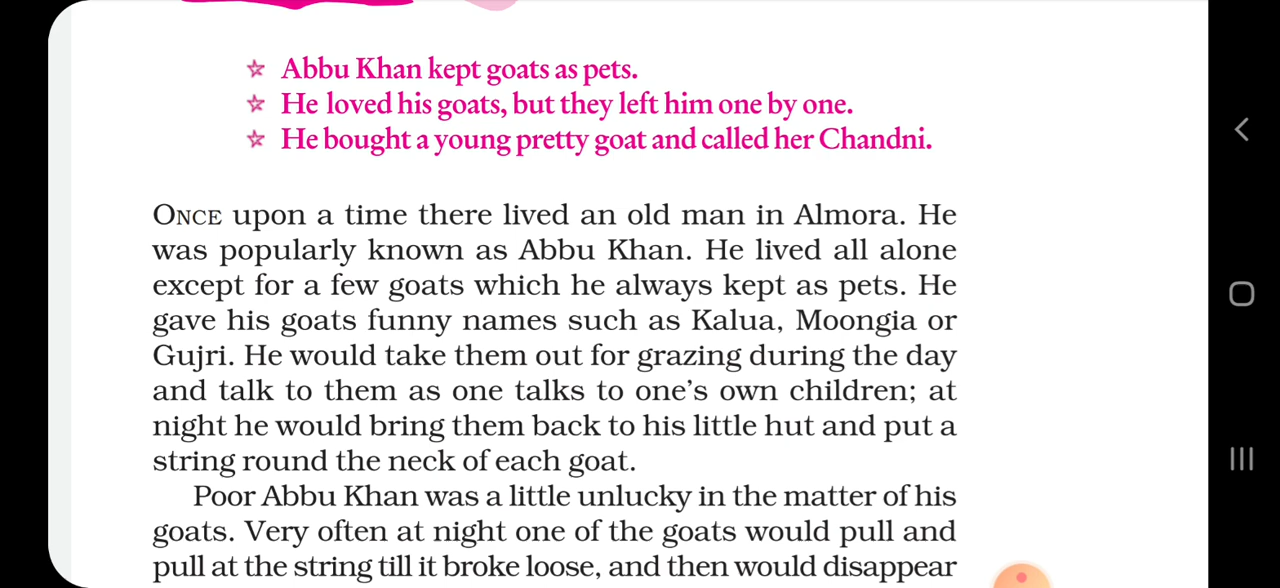 ☆ Abbu Khan kept goats as pets.
☆ He loved his goats, but they left him one by one.
☆ He bought a young pretty goat and called her Chandni.
ONCE upon a time there lived an old man in Almora. He
was popularly known as Abbu Khan. He lived all alone
except for a few goats which he always kept as pets. He
gave his goats funny names such as Kalua, Moongia or
Gujri. He would take them out for grazing during the day
and talk to them as one talks to one’s own children; at
night he would bring them back to his little hut and put a
string round the neck of each goat.
Poor Abbu Khan was a little unlucky in the matter of his
goats. Very often at night one of the goats would pull and
pull at the string till it broke loose, and then would disappear